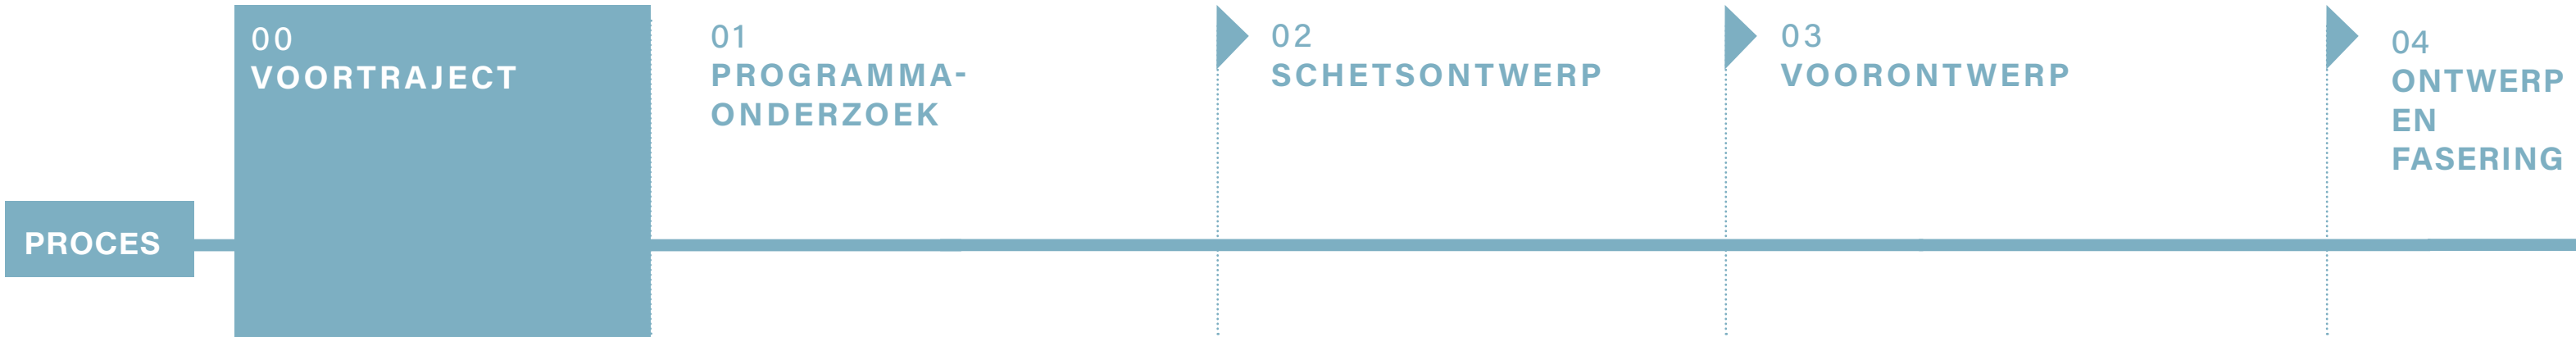 00
VOORTRAJECT
01
PROGRAMMA-
ONDERZOEK
02
SCHETSONTWERP
03
VOORONTWERP
04
ONTWERP
EN
FASERING
PROCES